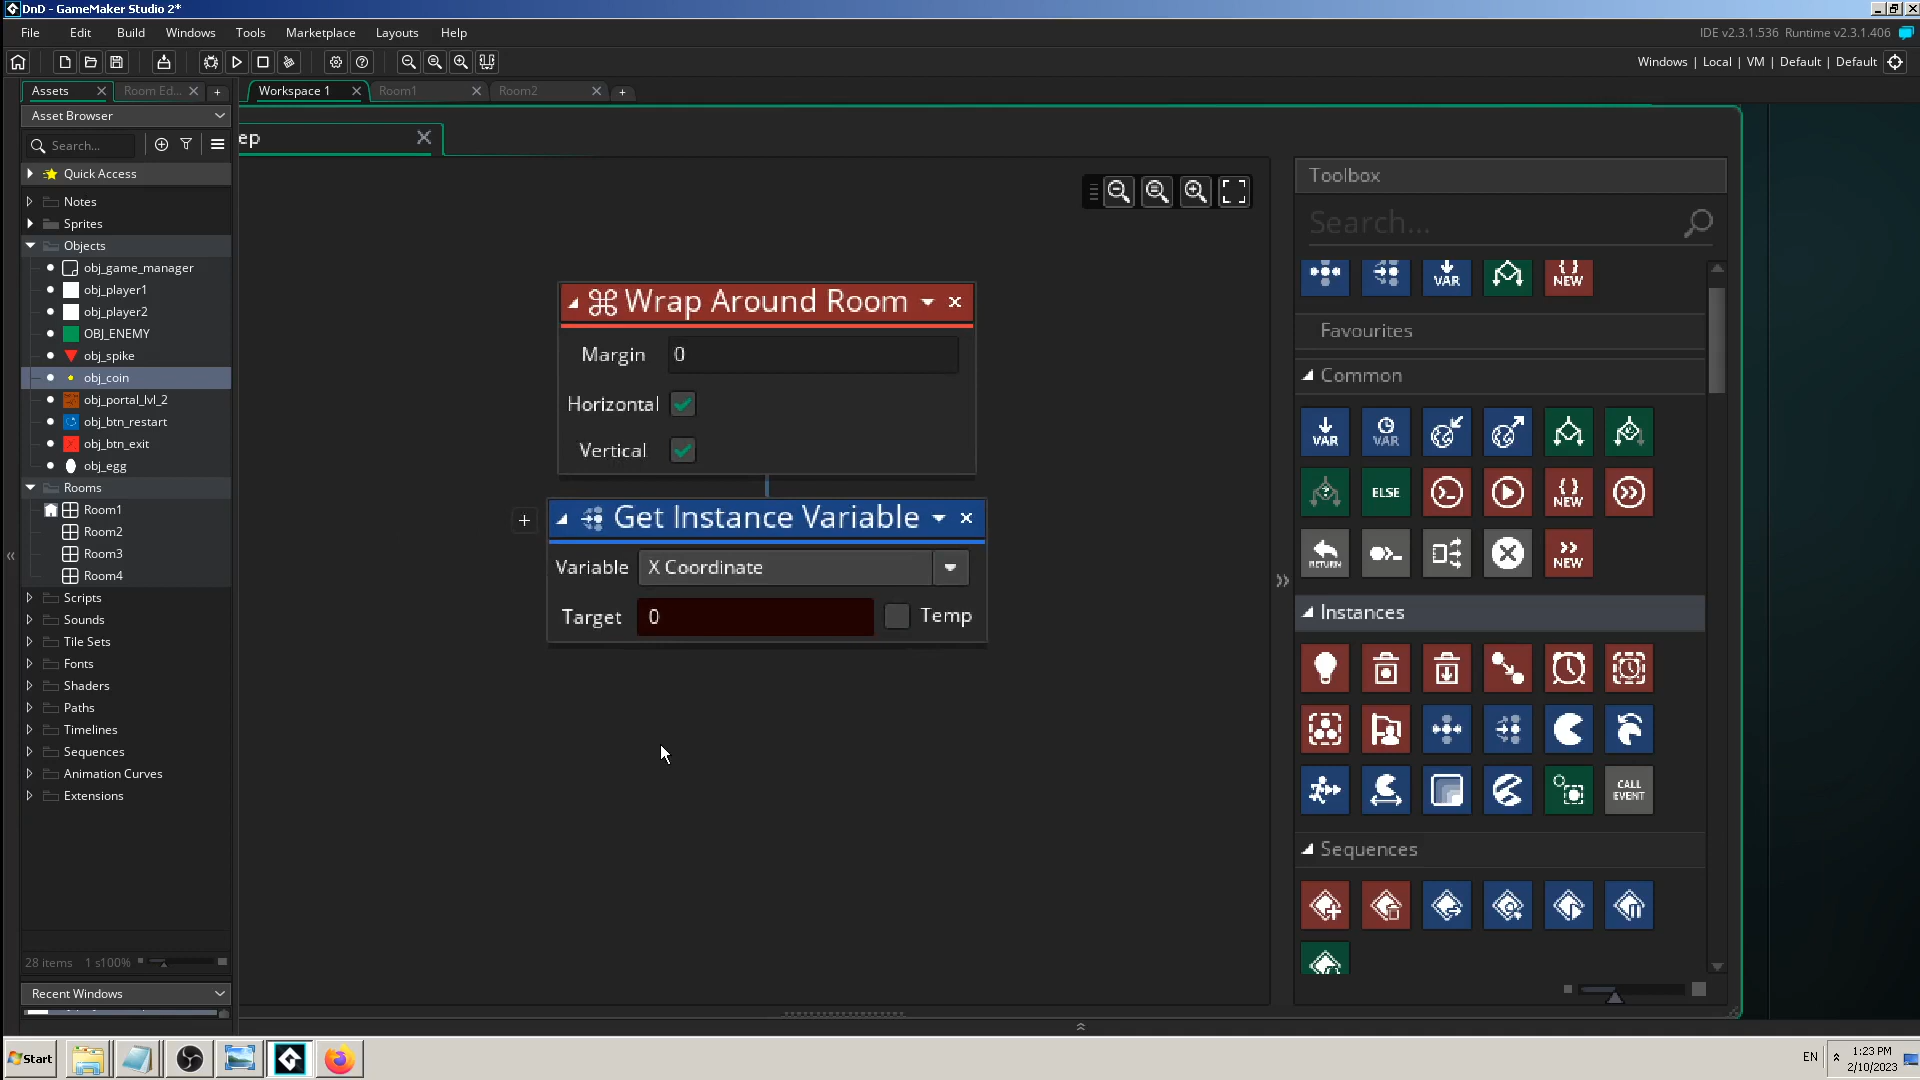 DnD - GameMaker Studio 2*
File Edit Build Windows Tools Marketplace Layouts Help
IDE v2.3.1.536 Runtime v2.3.1.406
Windows | Local | VM | Default | Default
Assets
Room Ed...
Workspace 1
Room1
Room2
Asset Browser
Search...
Quick Access
Notes
Sprites
Objects
obj_game_manager
obj_player1
obj_player2
OBJ_ENEMY
obj_spike
obj_coin
obj_portal_lvl_2
obj_btn_restart
obj_btn_exit
obj_egg
Rooms
Room1
Room2
Room3
Room4
Scripts
Sounds
Tile Sets
Fonts
Shaders
Paths
Timelines
Sequences
Animation Curves
Extensions
28 items
100%
Recent Windows
ep
Wrap Around Room
Margin 0
Horizontal
Vertical
Get Instance Variable
Variable X Coordinate
Target 0 Temp
Toolbox
Search...
VAR
NEW
Favourites
Common
VAR VAR
ELSE
NEW
RETURN
NEW
Instances
CALL
EVENT
Sequences
Start
EN
1:23 PM
2/10/2023